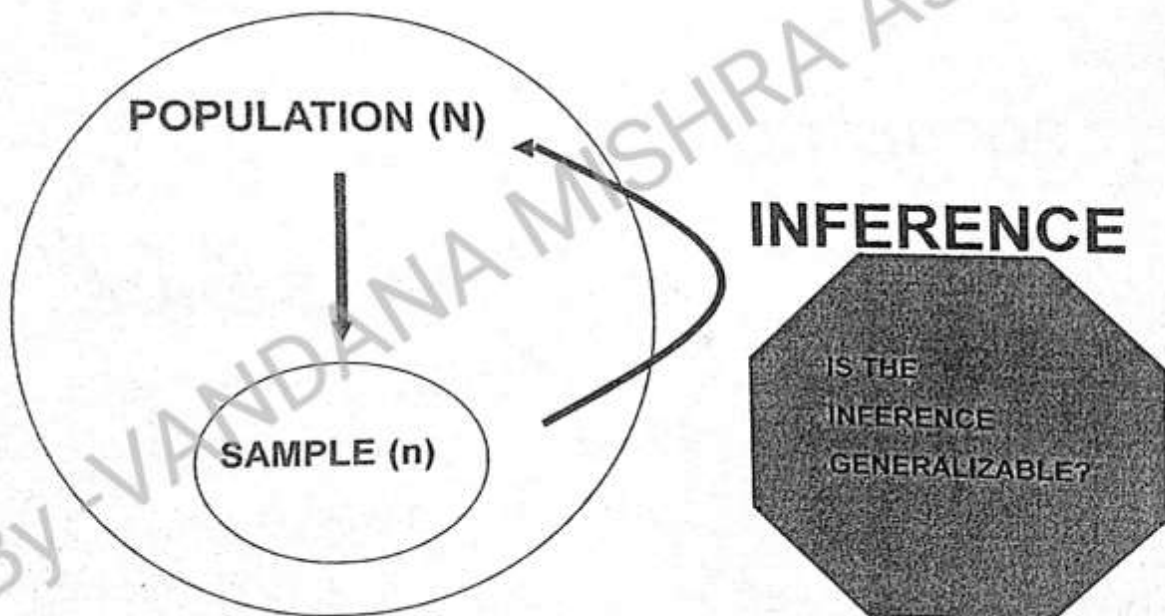 POPULATION (N)
SAMPLE (n)
INFERENCE
IS THE
INFERENCE
GENERALIZABLE?
By -VANDANA MISHRA